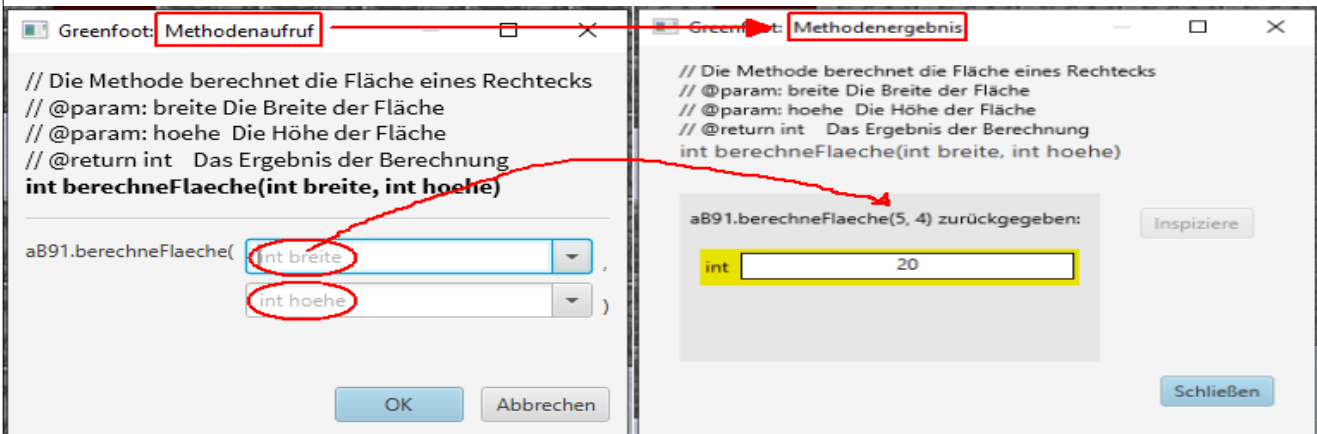 Greenfoot: Methodenaufruf
// Die Methode berechnet die Fläche eines Rechtecks
// @param: breite Die Breite der Fläche
// @param: hoehe  Die Höhe der Fläche
// @return int    Das Ergebnis der Berechnung
int berechneFlaeche(int breite, int hoehe)
aB91.berechneFlaeche( int breite ,
int hoehe )
OK Abbrechen
Greenfoot: Methodenergebnis
// Die Methode berechnet die Fläche eines Rechtecks
// @param: breite Die Breite der Fläche
// @param: hoehe  Die Höhe der Fläche
// @return int    Das Ergebnis der Berechnung
int berechneFlaeche(int breite, int hoehe)
aB91.berechneFlaeche(5, 4) zurückgegeben:
Inspiziere
int 20
Schließen